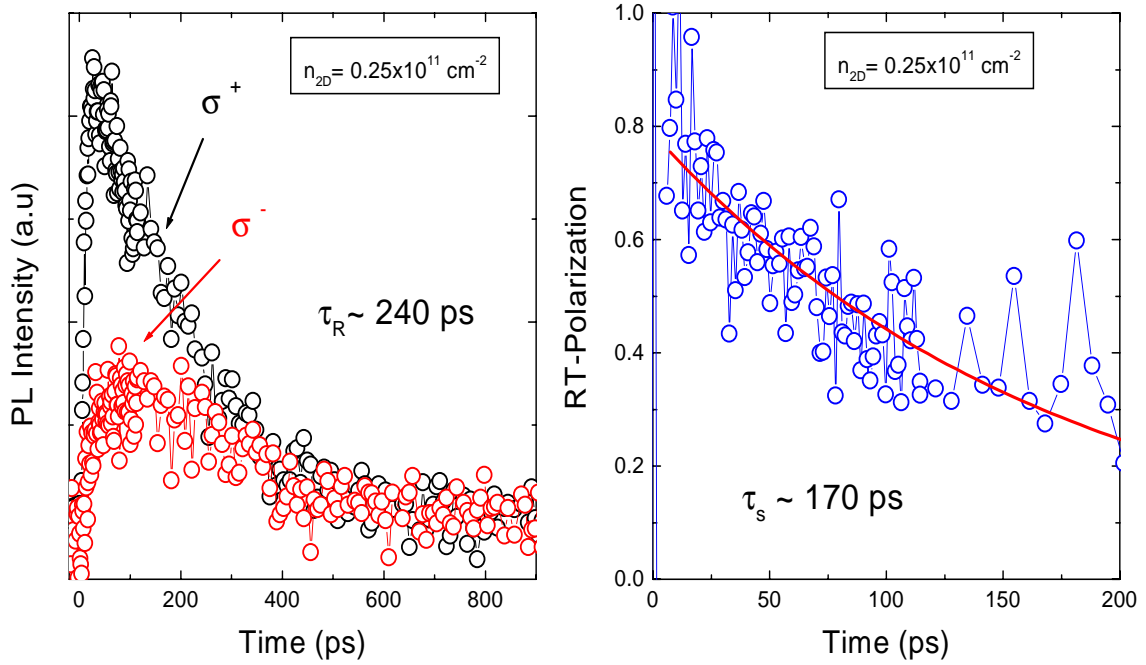 n2D= 0.25x10^11 cm^-2
σ+
σ-
τR~ 240 ps
PL Intensity (a.u)
0 200 400 600 800
Time (ps)
n2D= 0.25x10^11 cm^-2
1.0
0.8
0.6
0.4
0.2
0.0
RT-Polarization
τs ~ 170 ps
0 50 100 150 200
Time (ps)